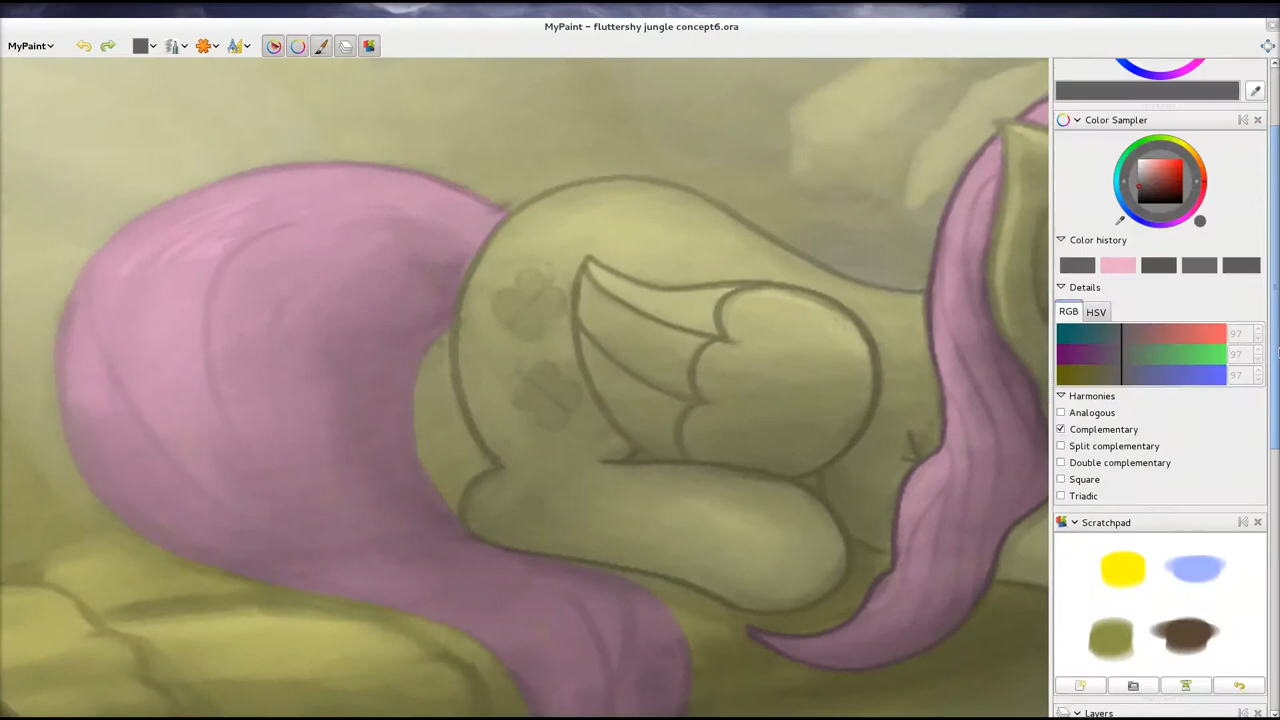 MyPaint – fluttershy jungle concept6.ora
MyPaint
Color Sampler
Color history
Details
RGB HSV
97
97
97
Harmonies
Analogous
Complementary
Split complementary
Double complementary
Square
Triadic
Scratchpad
Layers